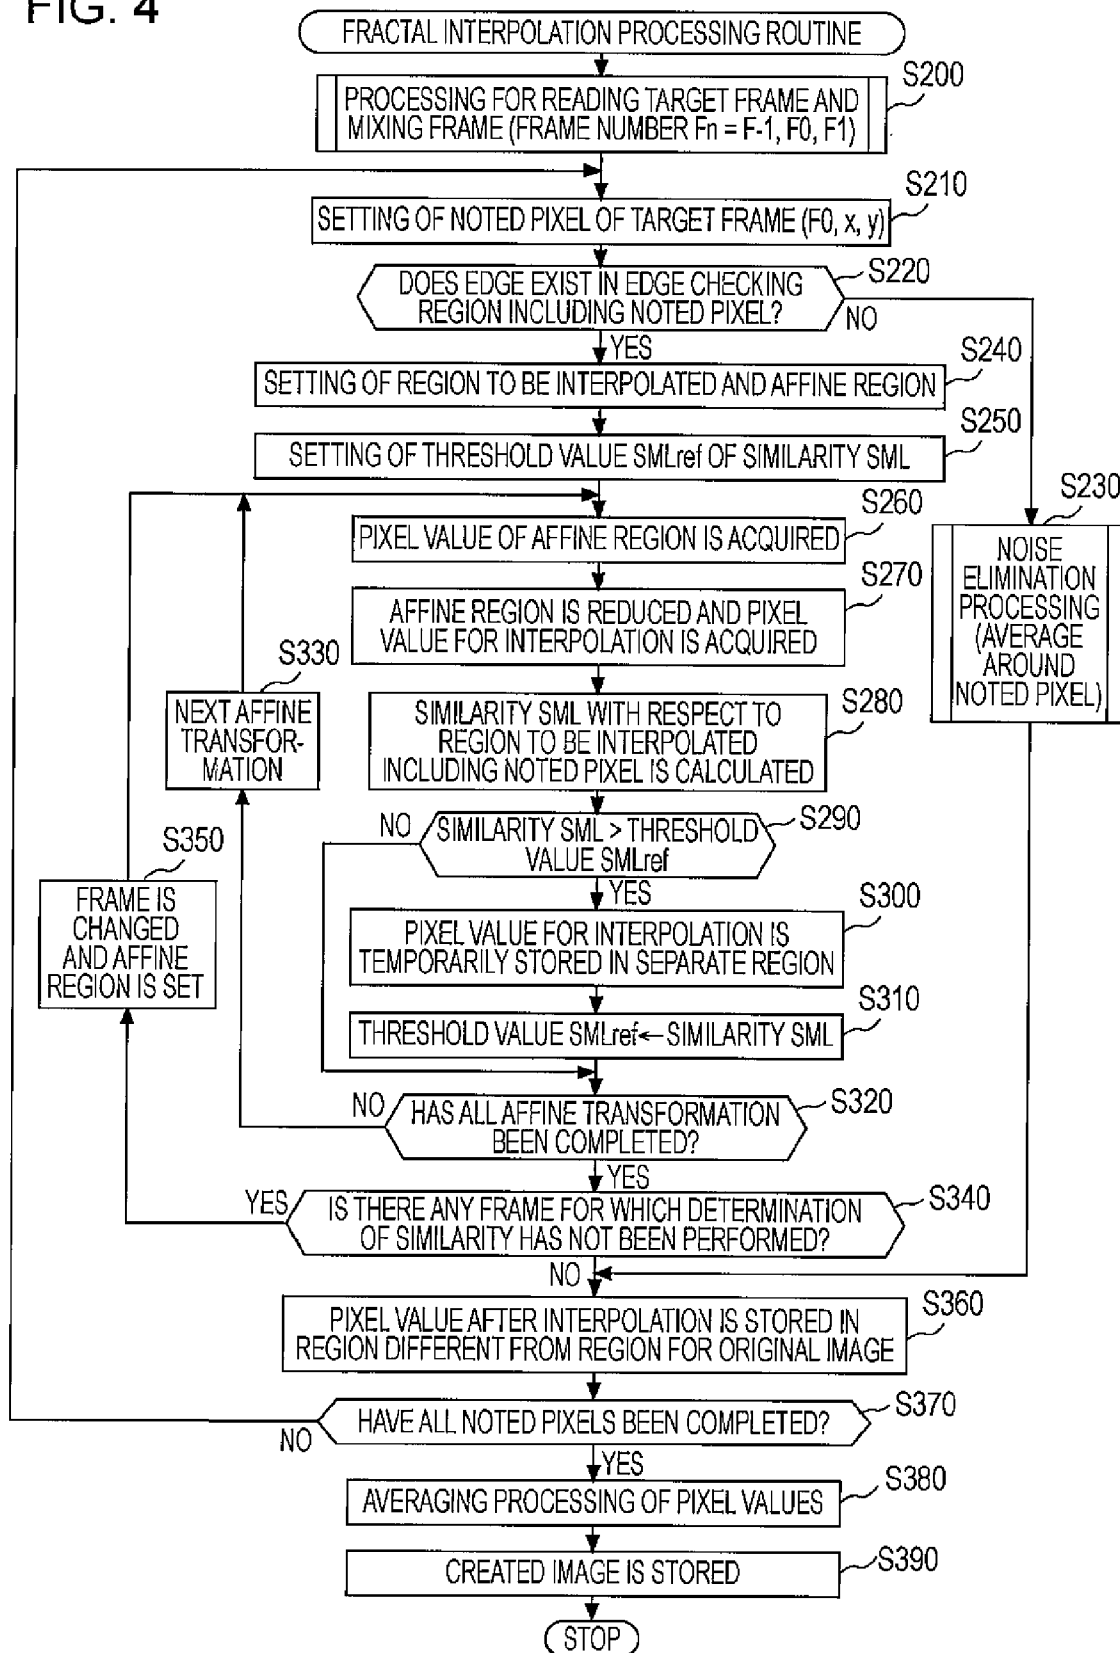 FIG. 4
FRACTAL INTERPOLATION PROCESSING ROUTINE
S200
PROCESSING FOR READING TARGET FRAME AND
MIXING FRAME (FRAME NUMBER Fn = F-1, F0, F1)
S210
SETTING OF NOTED PIXEL OF TARGET FRAME (F0, x, y)
S220
DOES EDGE EXIST IN EDGE CHECKING
REGION INCLUDING NOTED PIXEL?
NO
YES
S240
SETTING OF REGION TO BE INTERPOLATED AND AFFINE REGION
S250
SETTING OF THRESHOLD VALUE SMLref OF SIMILARITY SML
S230
NOISE
ELIMINATION
PROCESSING
(AVERAGE
AROUND
NOTED PIXEL)
S260
PIXEL VALUE OF AFFINE REGION IS ACQUIRED
S270
AFFINE REGION IS REDUCED AND PIXEL
VALUE FOR INTERPOLATION IS ACQUIRED
S330
NEXT AFFINE
TRANSFOR-
MATION
S280
SIMILARITY SML WITH RESPECT TO
REGION TO BE INTERPOLATED
INCLUDING NOTED PIXEL IS CALCULATED
S290
NO
SIMILARITY SML > THRESHOLD
VALUE SMLref
YES
S350
FRAME IS
CHANGED
AND AFFINE
REGION IS SET
S300
PIXEL VALUE FOR INTERPOLATION IS
TEMPORARILY STORED IN SEPARATE REGION
S310
THRESHOLD VALUE SMLref←SIMILARITY SML
S320
NO
HAS ALL AFFINE TRANSFORMATION
BEEN COMPLETED?
YES
S340
YES
IS THERE ANY FRAME FOR WHICH DETERMINATION
OF SIMILARITY HAS NOT BEEN PERFORMED?
NO
S360
PIXEL VALUE AFTER INTERPOLATION IS STORED IN
REGION DIFFERENT FROM REGION FOR ORIGINAL IMAGE
S370
HAVE ALL NOTED PIXELS BEEN COMPLETED?
NO
YES
S380
AVERAGING PROCESSING OF PIXEL VALUES
S390
CREATED IMAGE IS STORED
STOP